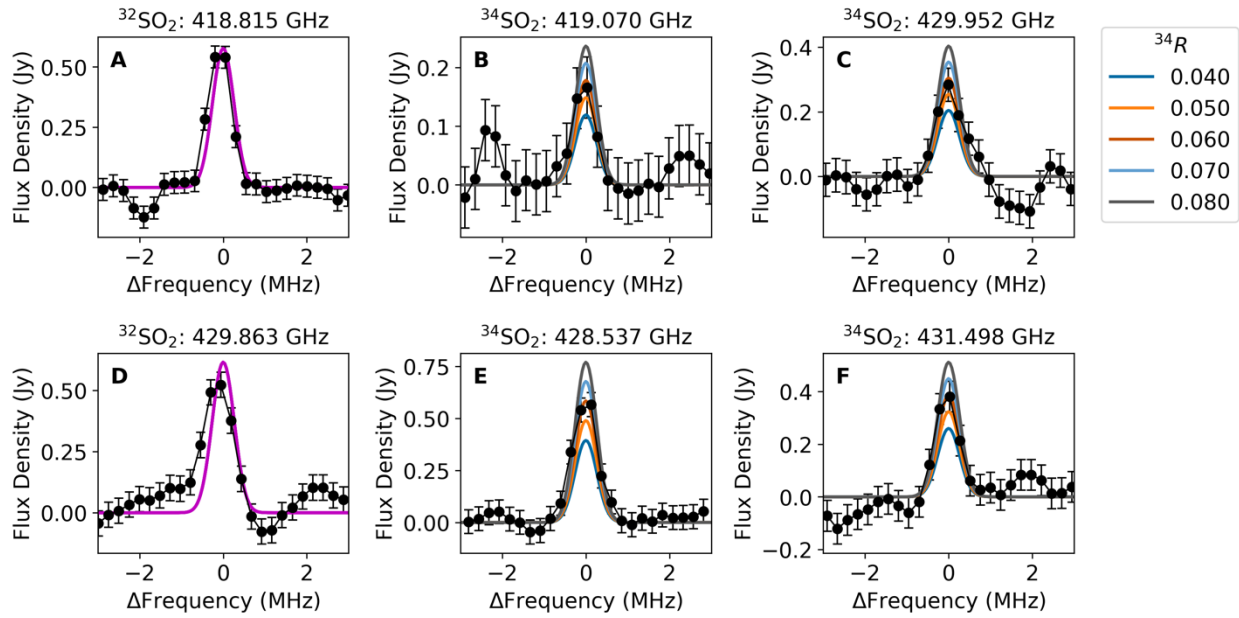 ³²SO₂: 418.815 GHz
A
0.50
0.25
0.00
Flux Density (Jy)
−2 0 2
ΔFrequency (MHz)
³⁴SO₂: 419.070 GHz
B
0.2
0.1
0.0
Flux Density (Jy)
−2 0 2
ΔFrequency (MHz)
³⁴SO₂: 429.952 GHz
C
0.4
0.2
0.0
Flux Density (Jy)
−2 0 2
ΔFrequency (MHz)
³⁴R
0.040
0.050
0.060
0.070
0.080
³²SO₂: 429.863 GHz
D
0.50
0.25
0.00
Flux Density (Jy)
−2 0 2
ΔFrequency (MHz)
³⁴SO₂: 428.537 GHz
E
0.75
0.50
0.25
0.00
Flux Density (Jy)
−2 0 2
ΔFrequency (MHz)
³⁴SO₂: 431.498 GHz
F
0.4
0.2
0.0
−0.2
Flux Density (Jy)
−2 0 2
ΔFrequency (MHz)